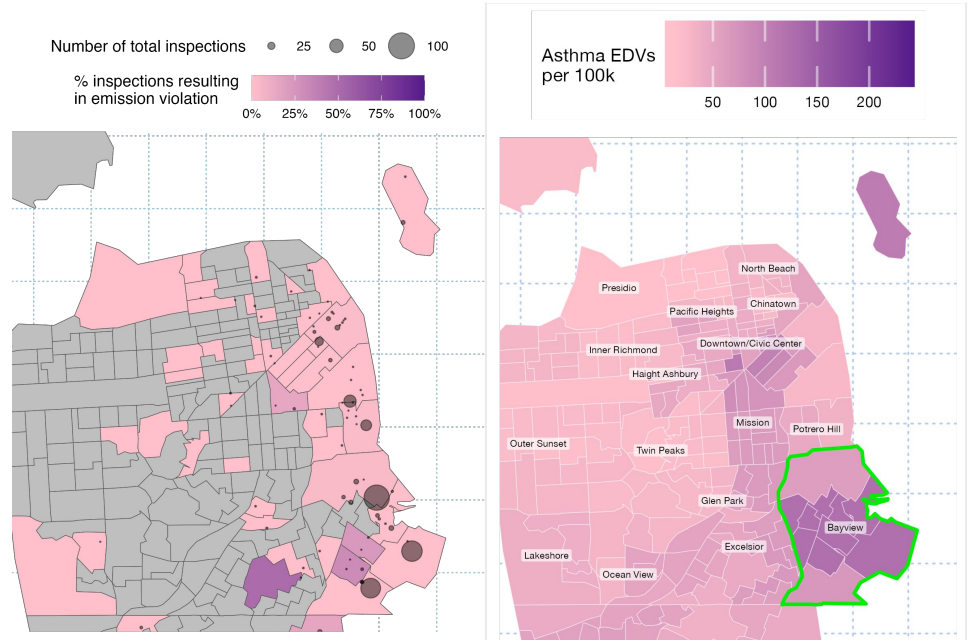 Number of total inspections 25 50 100
% inspections resulting
in emission violation
0% 25% 50% 75% 100%
Asthma EDVs
per 100k
50 100 150 200
North Beach
Presidio
Chinatown
Pacific Heights
Downtown/Civic Center
Inner Richmond
Haight Ashbury
Mission
Potrero Hill
Outer Sunset
Twin Peaks
Glen Park
Bayview
Excelsior
Lakeshore
Ocean View